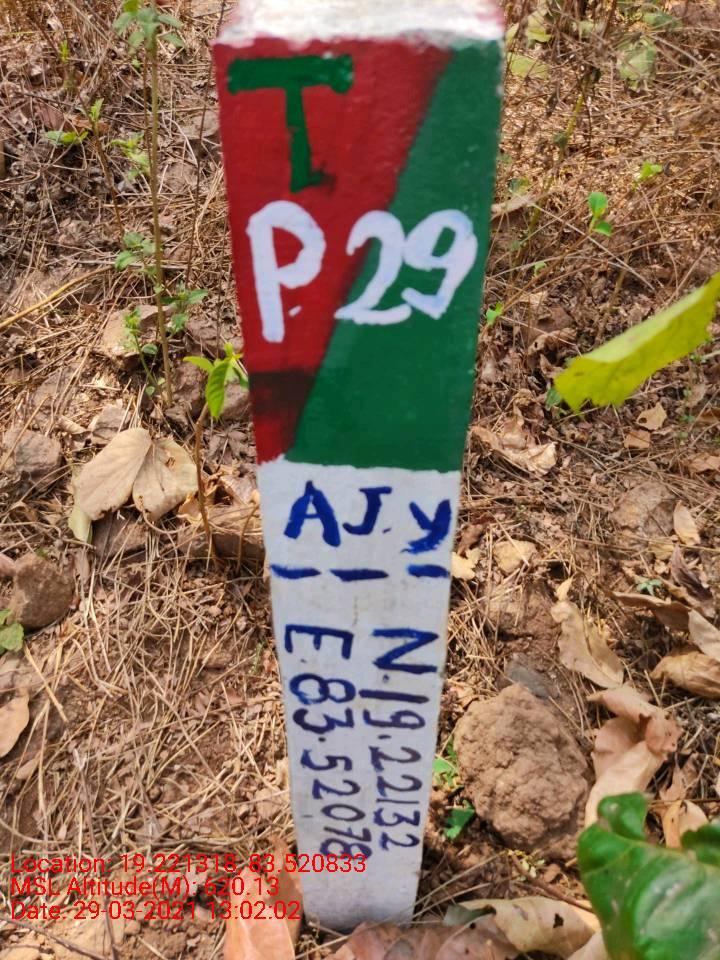 T
P. 29
A J. Y
N. 19.22132
E. 83.52078
Location: 19.221318, 83.520833
MSL Altitude(M): 620.13
Date: 29-03-2021 13:02:02